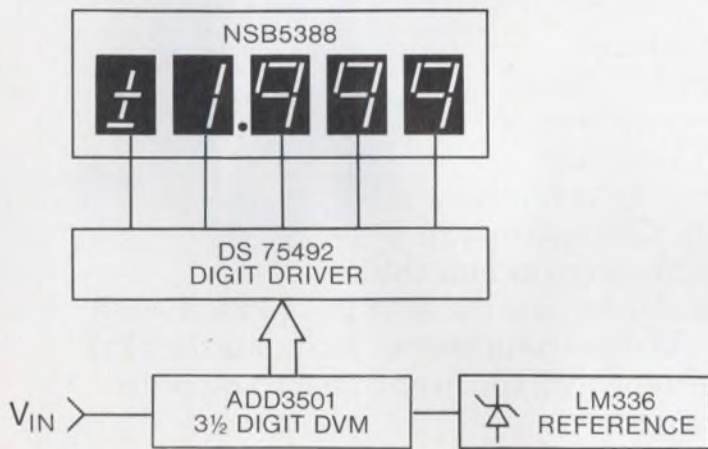 NSB5388
± 1.999
DS 75492
DIGIT DRIVER
ADD3501
3½ DIGIT DVM
LM336
REFERENCE
VIN